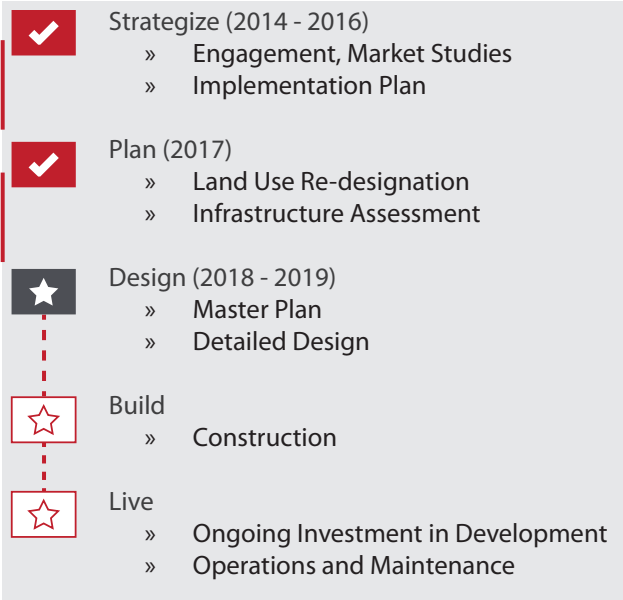 Strategize (2014 - 2016)
» Engagement, Market Studies
» Implementation Plan
Plan (2017)
» Land Use Re-designation
» Infrastructure Assessment
Design (2018 - 2019)
» Master Plan
» Detailed Design
Build
» Construction
Live
» Ongoing Investment in Development
» Operations and Maintenance